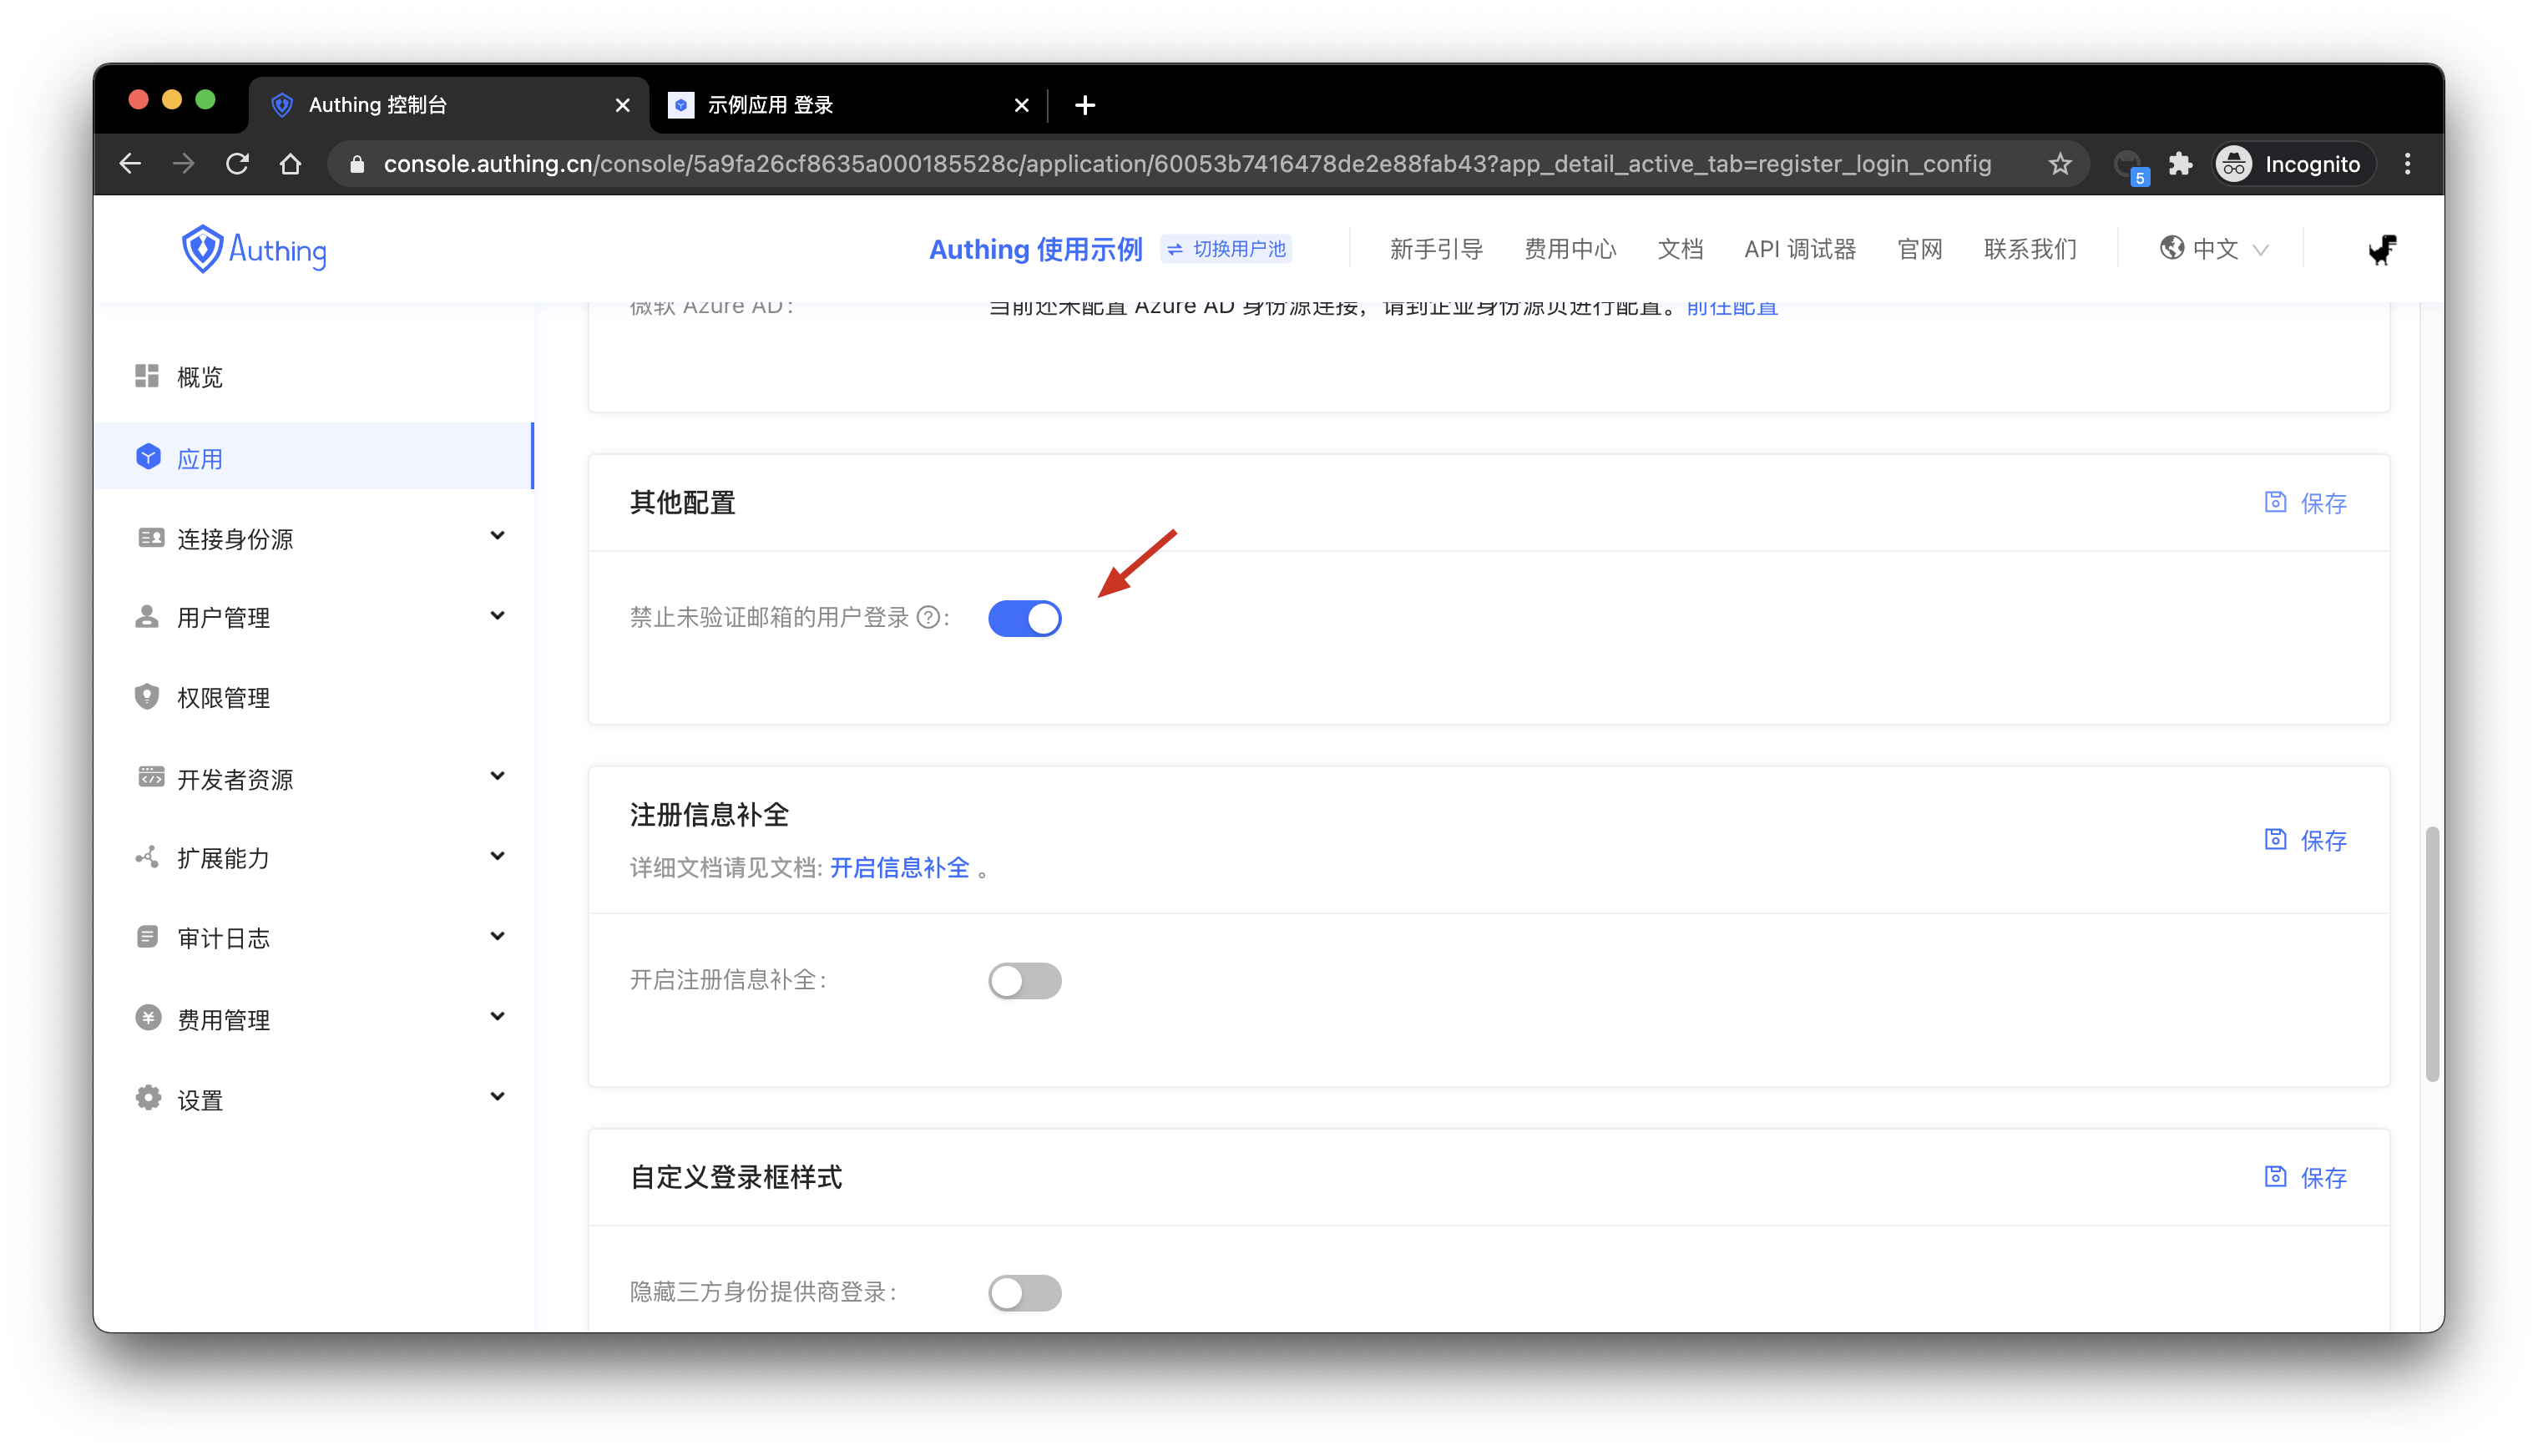 Authing 控制台
示例应用 登录
console.authing.cn/console/5a9fa26cf8635a000185528c/application/60053b7416478de2e88fab43?app_detail_active_tab=register_login_config
5
Incognito
Authing
Authing 使用示例
切换用户池
新手引导
费用中心
文档
API 调试器
官网
联系我们
中文
微软 Azure AD：
当前还未配置 Azure AD 身份源连接，请到企业身份源页进行配置。前往配置
概览
应用
连接身份源
用户管理
权限管理
开发者资源
扩展能力
审计日志
费用管理
设置
其他配置
保存
禁止未验证邮箱的用户登录 ?：
注册信息补全
详细文档请见文档: 开启信息补全 。
保存
开启注册信息补全：
自定义登录框样式
保存
隐藏三方身份提供商登录：